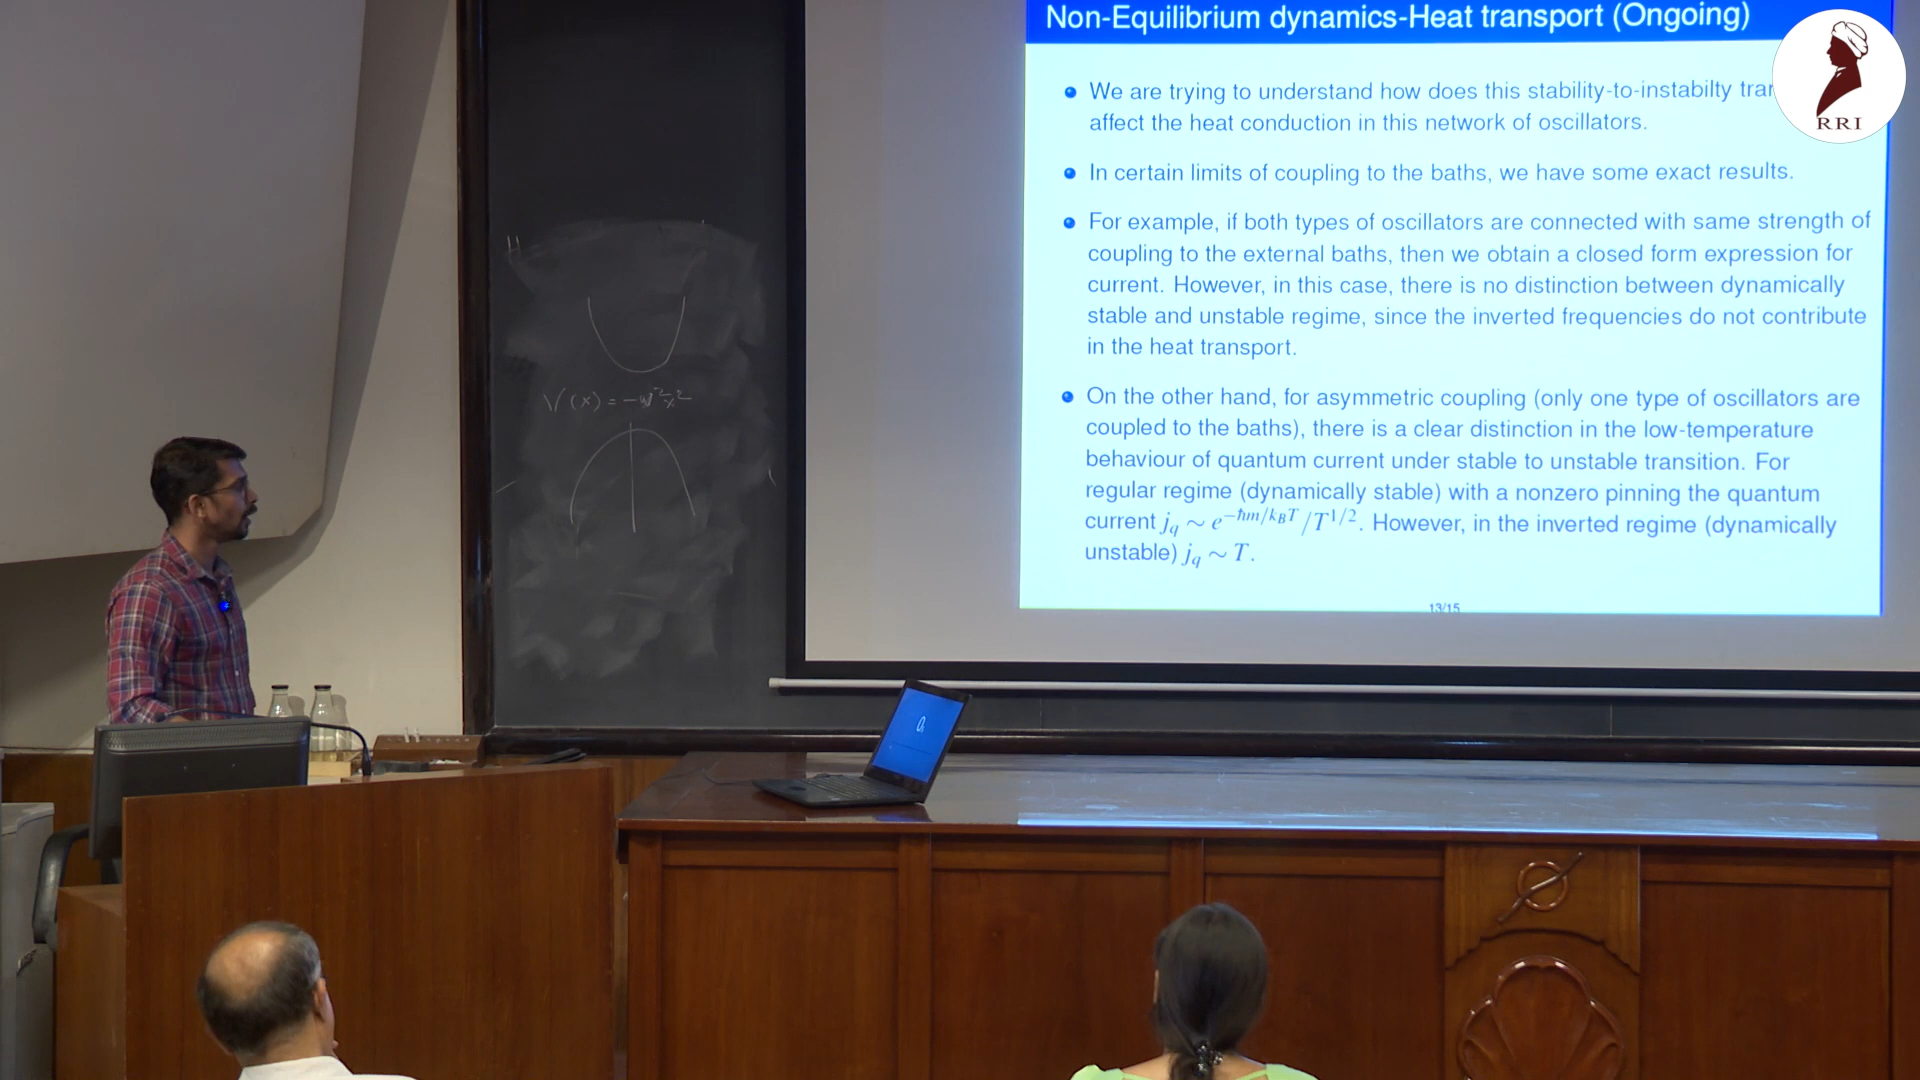 Non-Equilibrium dynamics-Heat transport (Ongoing)
We are trying to understand how does this stability-to-instabilty
affect the heat conduction in this network of oscillators.
In certain limits of coupling to the baths, we have some exact results.
For example, if both types of oscillators are connected with same strength of
coupling to the external baths, then we obtain a closed form expression for
current. However, in this case, there is no distinction between dynamically
stable and unstable regime, since the inverted frequencies do not contribute
in the heat transport.
On the other hand, for asymmetric coupling (only one type of oscillators are
coupled to the baths), there is a clear distinction in the low-temperature
behaviour of quantum current under stable to unstable transition. For
regular regime (dynamically stable) with a nonzero pinning the quantum
current j_q ∼ e^{−ℏm/k_BT}/T^{1/2}. However, in the inverted regime (dynamically
unstable) j_q ∼ T.
13/15
RRI
H
V(x) = −ω²x²